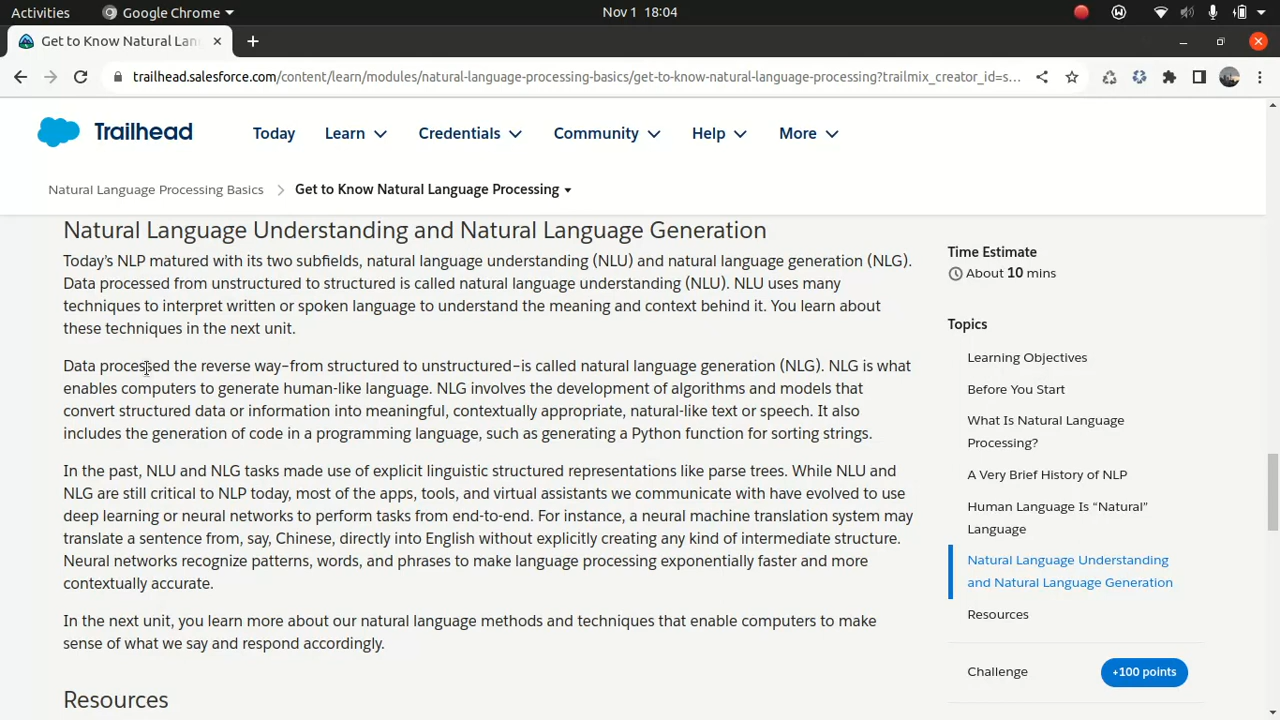 Activities
Google Chrome
Nov 1 18:04
Get to Know Natural Lan
trailhead.salesforce.com/content/learn/modules/natural-language-processing-basics/get-to-know-natural-language-processing?trailmix_creator_id=s...
Trailhead
Today
Learn
Credentials
Community
Help
More
Natural Language Processing Basics
Get to Know Natural Language Processing
Natural Language Understanding and Natural Language Generation
Today's NLP matured with its two subfields, natural language understanding (NLU) and natural language generation (NLG).
Data processed from unstructured to structured is called natural language understanding (NLU). NLU uses many
techniques to interpret written or spoken language to understand the meaning and context behind it. You learn about
these techniques in the next unit.
Data processed the reverse way–from structured to unstructured–is called natural language generation (NLG). NLG is what
enables computers to generate human-like language. NLG involves the development of algorithms and models that
convert structured data or information into meaningful, contextually appropriate, natural-like text or speech. It also
includes the generation of code in a programming language, such as generating a Python function for sorting strings.
In the past, NLU and NLG tasks made use of explicit linguistic structured representations like parse trees. While NLU and
NLG are still critical to NLP today, most of the apps, tools, and virtual assistants we communicate with have evolved to use
deep learning or neural networks to perform tasks from end-to-end. For instance, a neural machine translation system may
translate a sentence from, say, Chinese, directly into English without explicitly creating any kind of intermediate structure.
Neural networks recognize patterns, words, and phrases to make language processing exponentially faster and more
contextually accurate.
In the next unit, you learn more about our natural language methods and techniques that enable computers to make
sense of what we say and respond accordingly.
Resources
Time Estimate
About 10 mins
Topics
Learning Objectives
Before You Start
What Is Natural Language
Processing?
A Very Brief History of NLP
Human Language Is “Natural”
Language
Natural Language Understanding
and Natural Language Generation
Resources
Challenge
+100 points